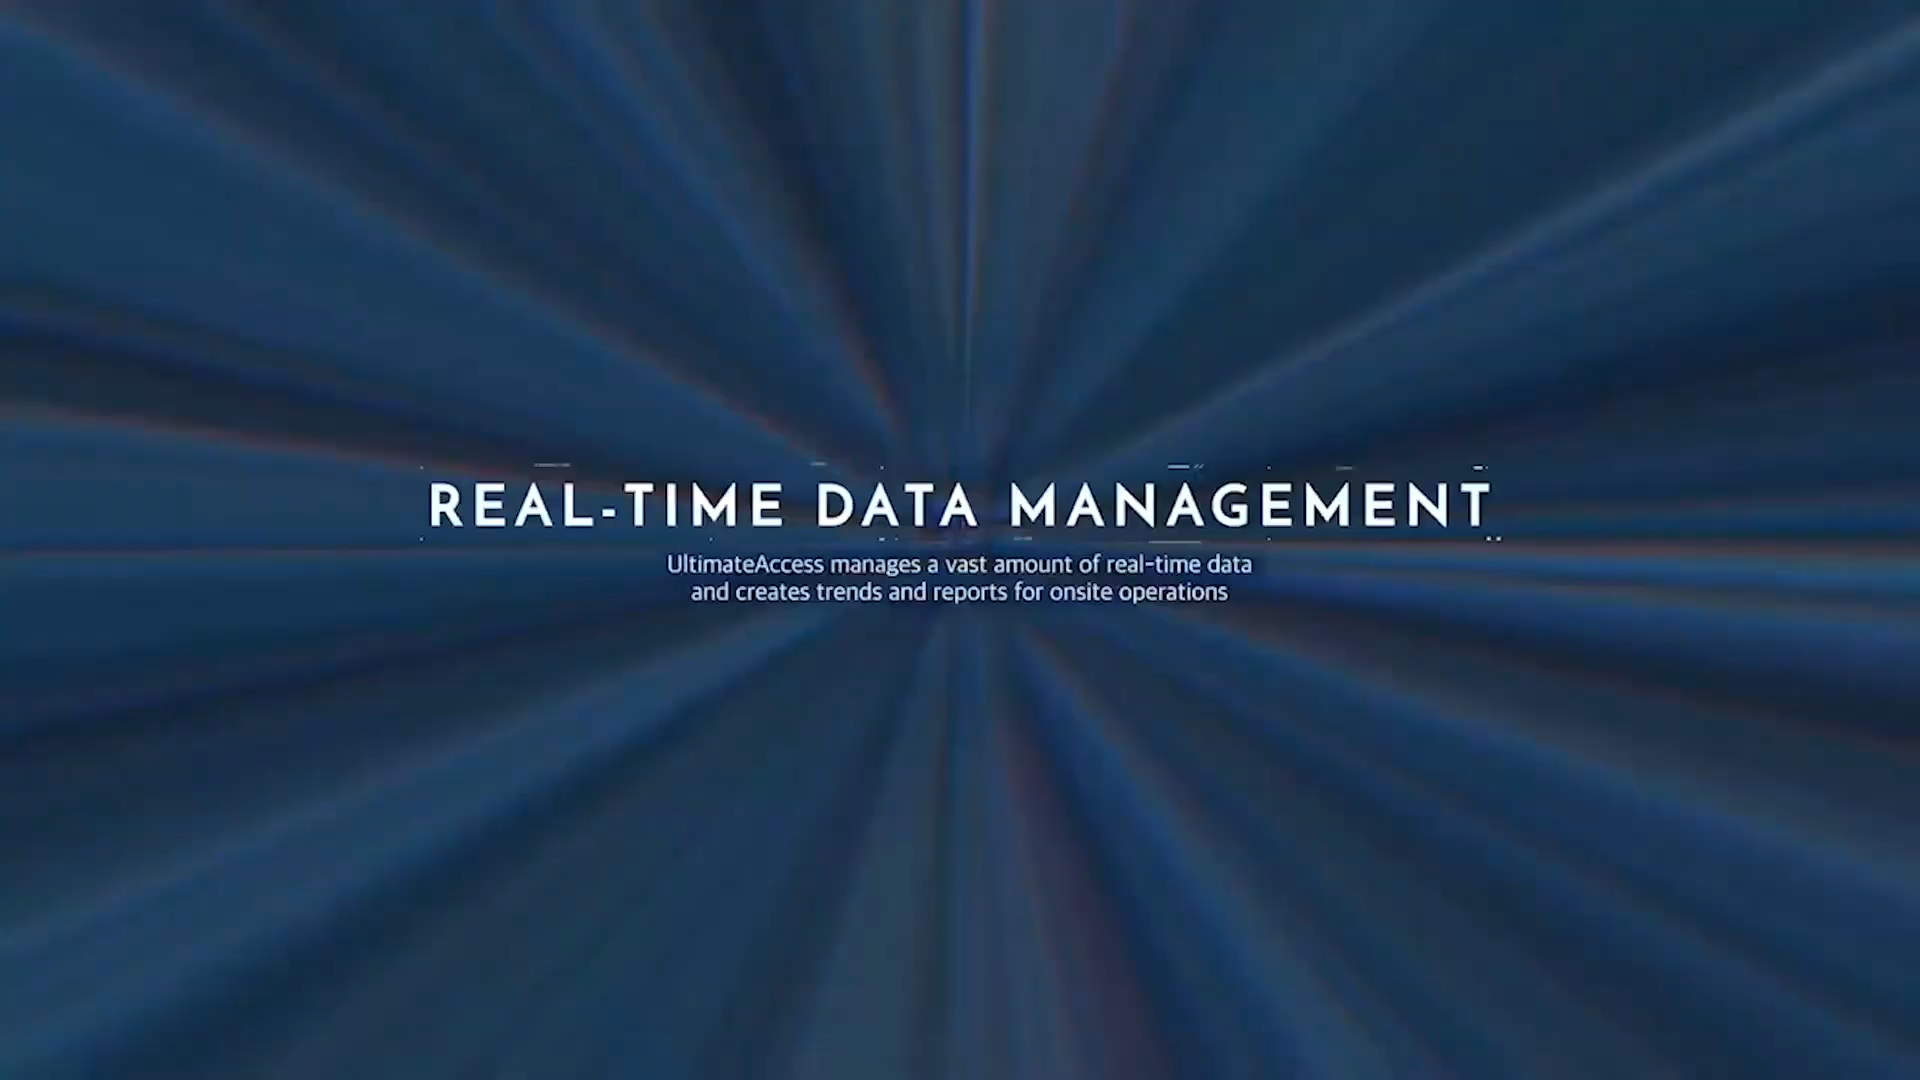 REAL-TIME DATA MANAGEMENT
UltimateAccess manages a vast amount of real-time data
and creates trends and reports for onsite operations